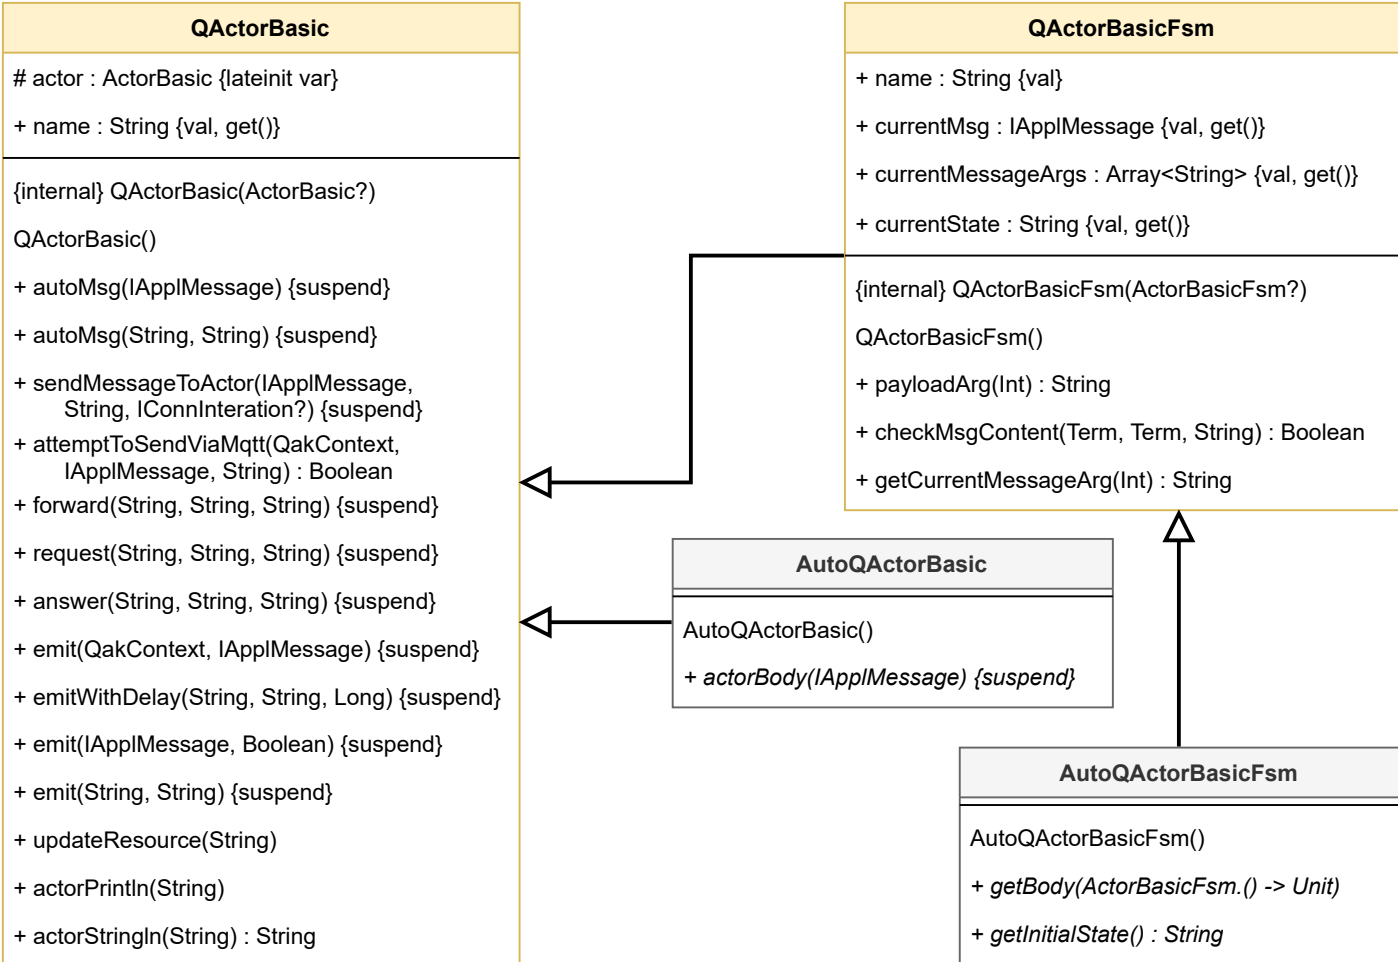 QActorBasic
# actor : ActorBasic {lateinit var}
+ name : String {val, get()}
{internal} QActorBasic(ActorBasic?)
QActorBasic()
+ autoMsg(IApplMessage) {suspend}
+ autoMsg(String, String) {suspend}
+ sendMessageToActor(IApplMessage,
String, IConnInteration?) {suspend}
+ attemptToSendViaMqtt(QakContext,
IApplMessage, String) : Boolean
+ forward(String, String, String) {suspend}
+ request(String, String, String) {suspend}
+ answer(String, String, String) {suspend}
+ emit(QakContext, IApplMessage) {suspend}
+ emitWithDelay(String, String, Long) {suspend}
+ emit(IApplMessage, Boolean) {suspend}
+ emit(String, String) {suspend}
+ updateResource(String)
+ actorPrintln(String)
+ actorStringln(String) : String
QActorBasicFsm
+ name : String {val}
+ currentMsg : IApplMessage {val, get()}
+ currentMessageArgs : Array<String> {val, get()}
+ currentState : String {val, get()}
{internal} QActorBasicFsm(ActorBasicFsm?)
QActorBasicFsm()
+ payloadArg(Int) : String
+ checkMsgContent(Term, Term, String) : Boolean
+ getCurrentMessageArg(Int) : String
AutoQActorBasic
AutoQActorBasic()
+ actorBody(IApplMessage) {suspend}
AutoQActorBasicFsm
AutoQActorBasicFsm()
+ getBody(ActorBasicFsm.() -> Unit)
+ getInitialState() : String